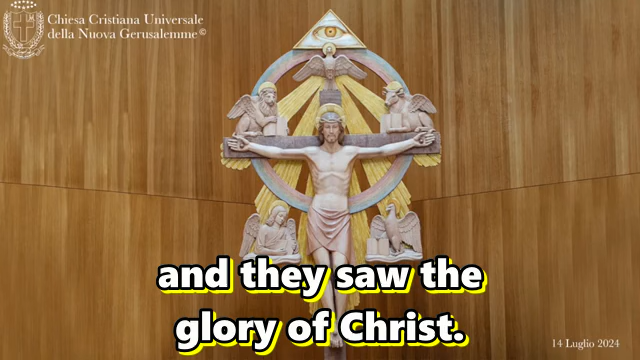 Chiesa Cristiana Universale
della Nuova Gerusalemme©
and they saw the
glory of Christ.
14 Luglio 2024